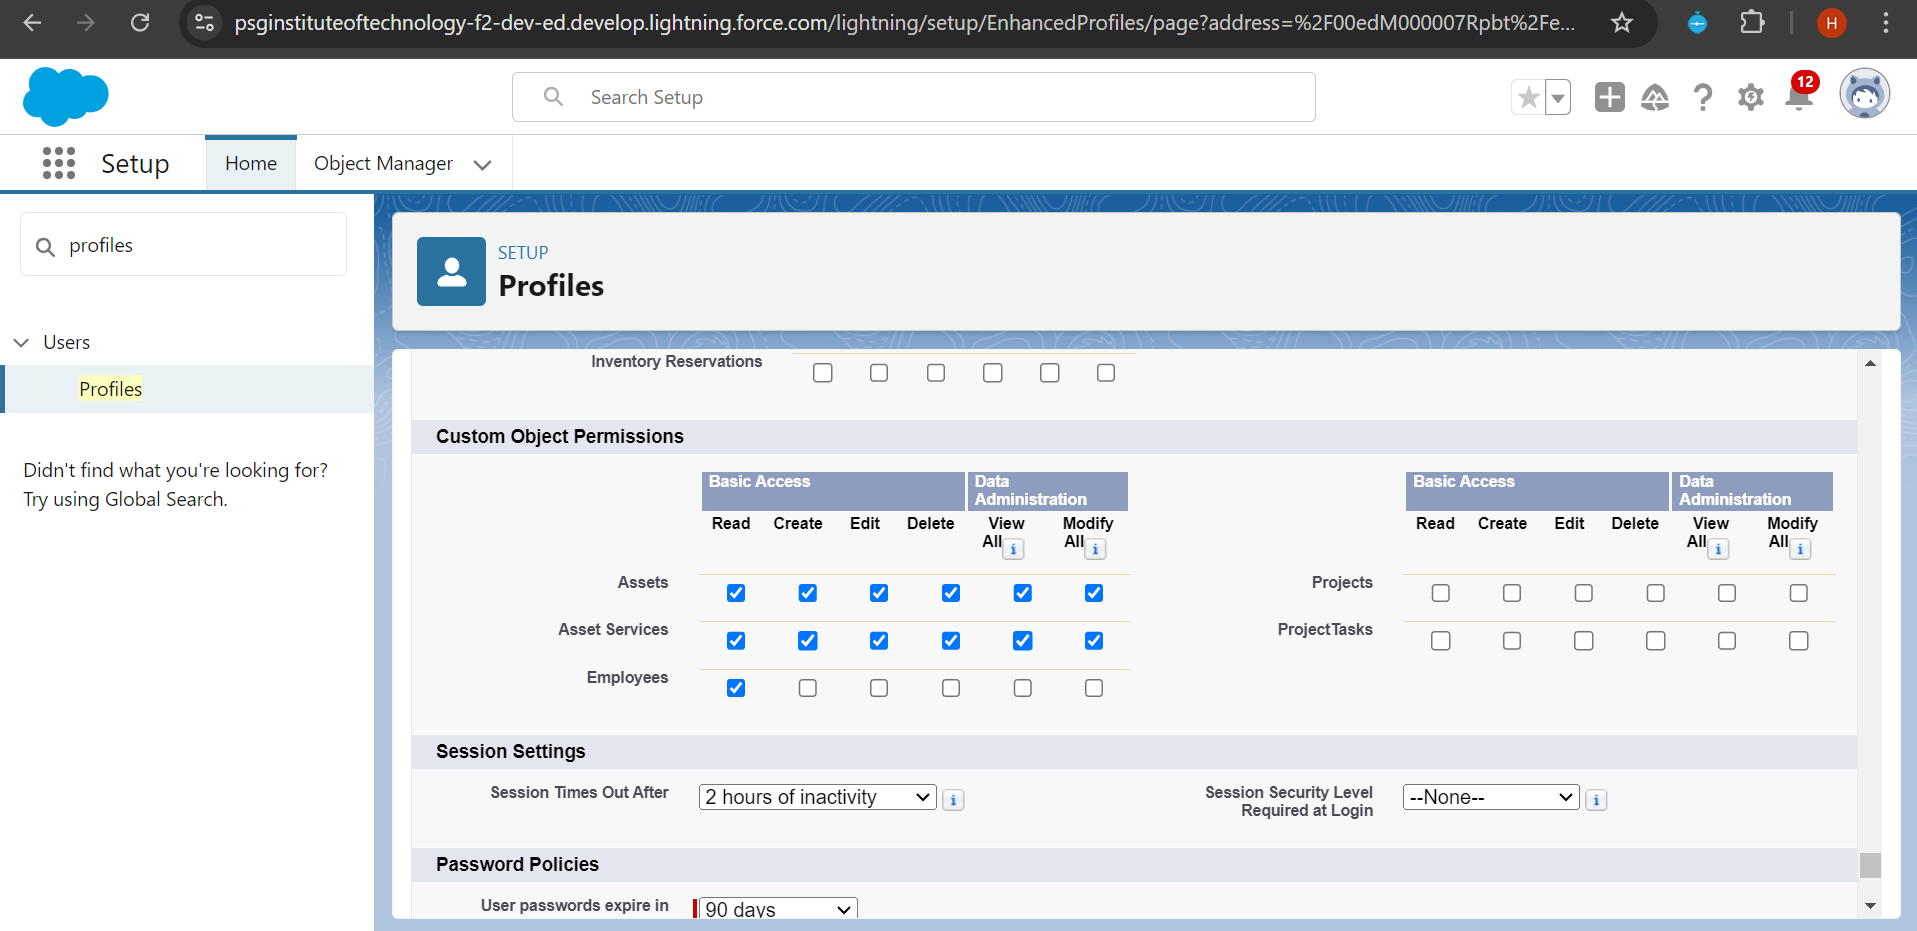 psginstituteoftechnology-f2-dev-ed.develop.lightning.force.com/lightning/setup/EnhancedProfiles/page?address=%2F00edM000007Rpbt%2Fe...
H
Search Setup
12
Setup
Home
Object Manager
profiles
Users
Profiles
Didn't find what you're looking for?
Try using Global Search.
SETUP
Profiles
Inventory Reservations
Custom Object Permissions
Basic Access
Data Administration
Basic Access
Data Administration
Read Create Edit Delete View All i Modify All i
Read Create Edit Delete View All i Modify All i
Assets
Projects
Asset Services
ProjectTasks
Employees
Session Settings
Session Times Out After
2 hours of inactivity
i
Session Security Level
Required at Login
--None--
i
Password Policies
User passwords expire in
90 days